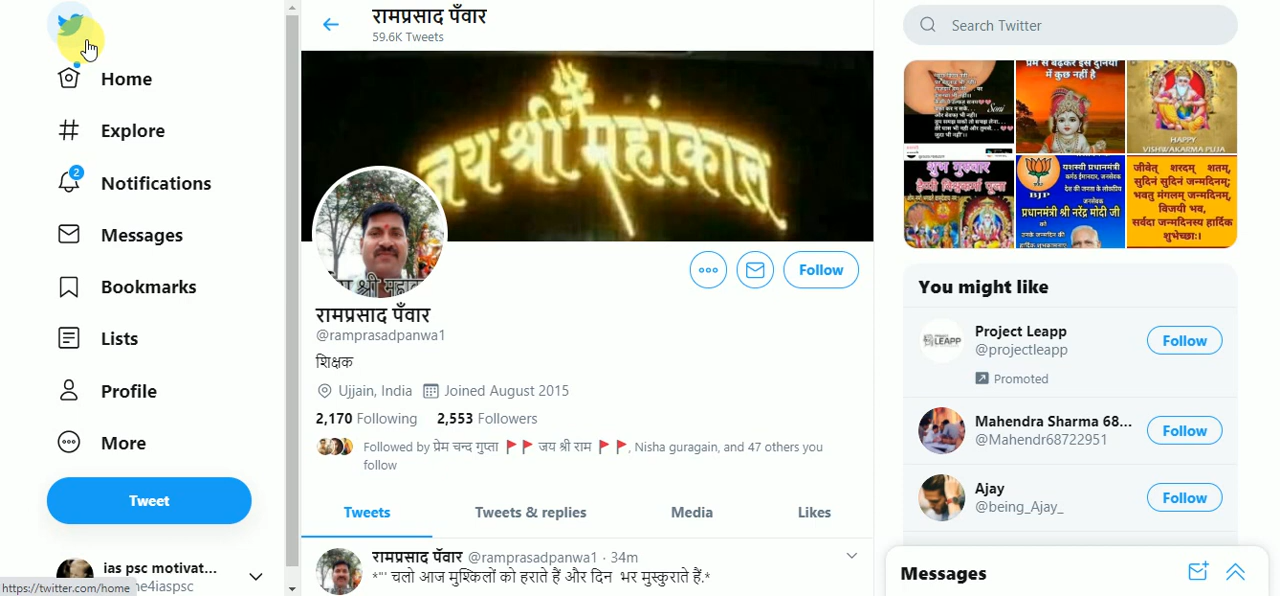 रामप्रसाद पँवार
59.6K Tweets
Search Twitter
Home
Explore
2
Notifications
Messages
Bookmarks
Lists
Profile
More
Tweet
ias psc motivat...
https://twitter.com/home
जय श्री महाकाल
Follow
रामप्रसाद पँवार
@ramprasadpanwa1
शिक्षक
Ujjain, India Joined August 2015
2,170 Following 2,553 Followers
Followed by प्रेम चन्द गुप्ता 🚩🚩 जय श्री राम 🚩🚩, Nisha guragain, and 47 others you
follow
Tweets Tweets & replies Media Likes
रामप्रसाद पँवार @ramprasadpanwa1 · 34m
*"' चलो आज मुश्किलों को हराते हैं और दिन भर मुस्कुराते हैं.*
प्रेम से बढ़कर इस दुनिया
में कुछ नहीं है
HAPPY
VISHWAKARMA PUJA
शुभ गुरुवार
हैप्पी विश्वकर्मा पूजा
BJP
यशस्वी प्रधानमंत्री
प्रधानमंत्री श्री नरेंद्र मोदी जी
को
जीवेत् शरदम् शतम्,
सुदिनं सुदिनं जन्मदिनम्;
भवतु मंगलम् जन्मदिनम्,
विजयी भव,
सर्वदा जन्मदिनस्य हार्दिक
शुभेच्छाः।
You might like
Project Leapp
@projectleapp
Promoted
Follow
Mahendra Sharma 68...
@Mahendr68722951
Follow
Ajay
@being_Ajay_
Follow
Messages